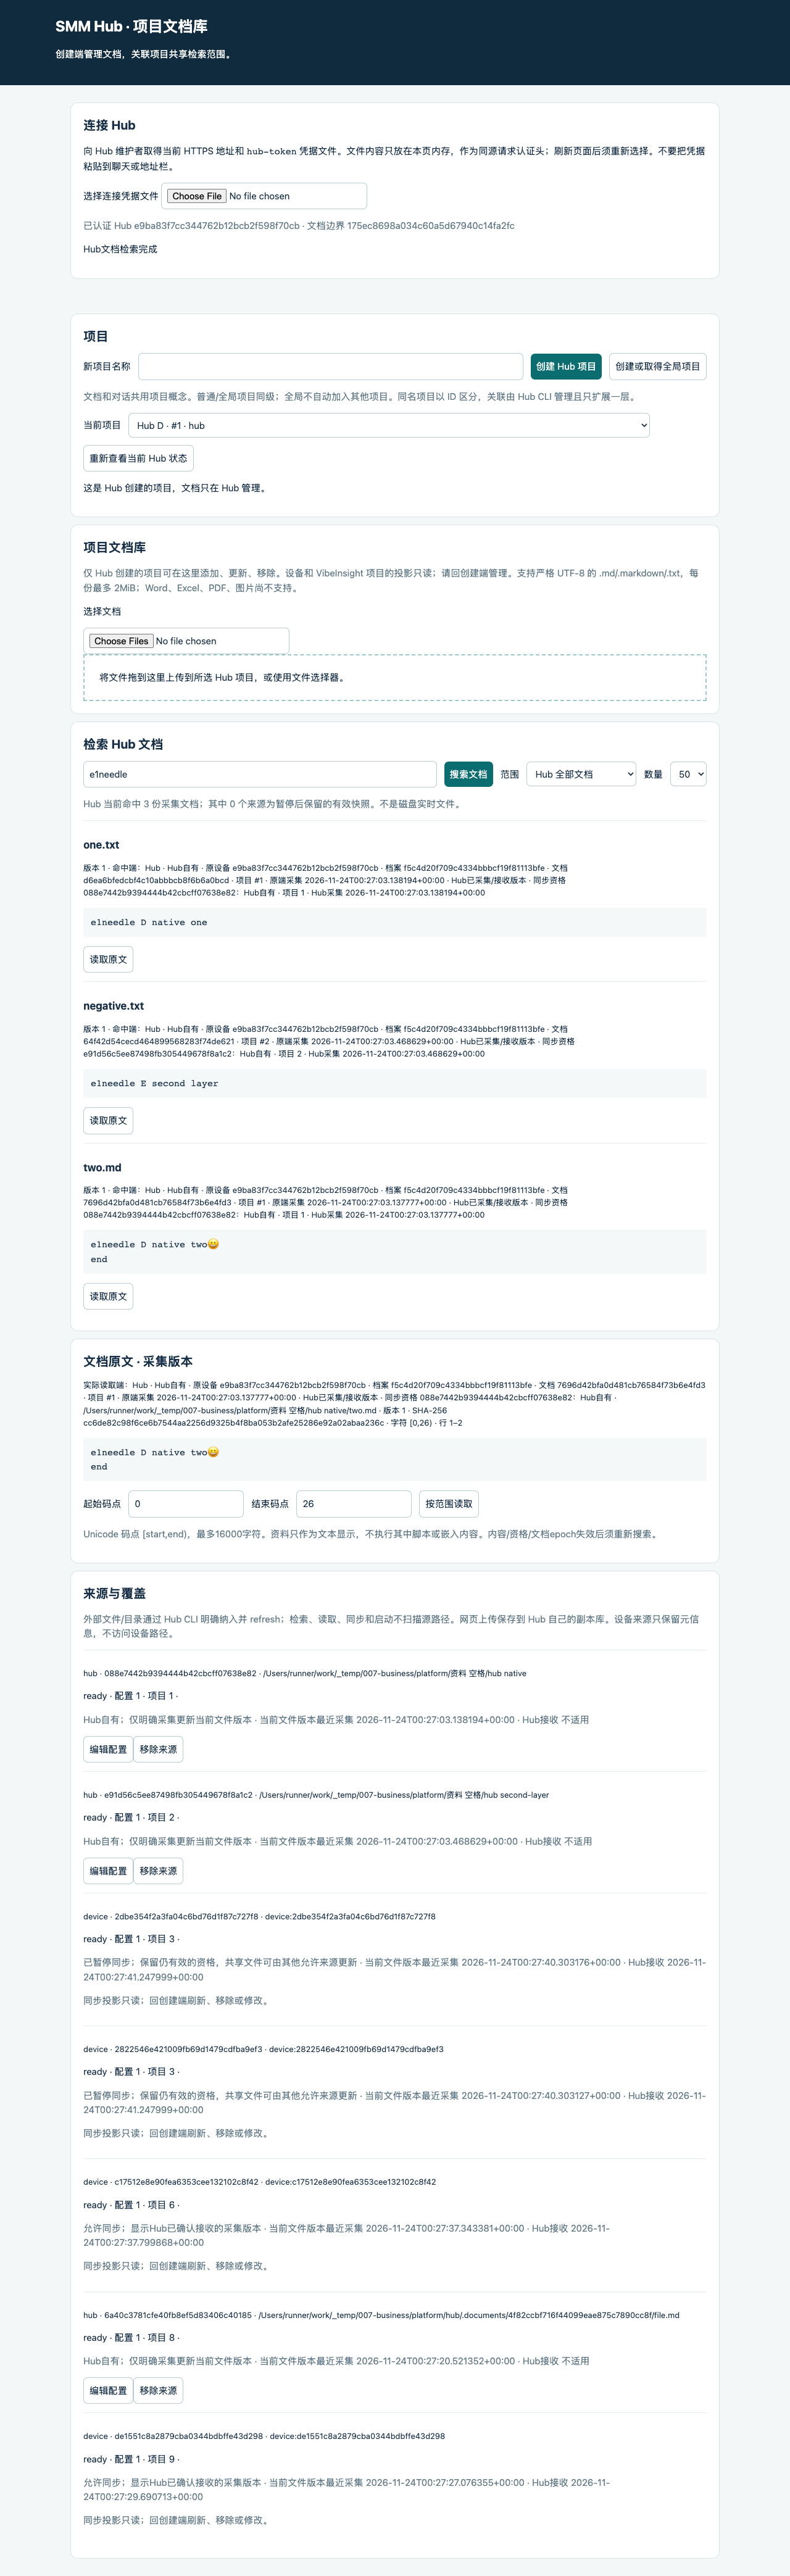 SMM Hub · 项目文档库
创建端管理文档，关联项目共享检索范围。
连接 Hub
向 Hub 维护者取得当前 HTTPS 地址和 hub-token 凭据文件。文件内容只放在本页内存，作为同源请求认证头；刷新页面后须重新选择。不要把凭据
粘贴到聊天或地址栏。
选择连接凭据文件 Choose File No file chosen
已认证 Hub e9ba83f7cc344762b12bcb2f598f70cb · 文档边界 175ec8698a034c60a5d67940c14fa2fc
Hub文档检索完成
项目
新项目名称 创建 Hub 项目 创建或取得全局项目
文档和对话共用项目概念。普通/全局项目同级；全局不自动加入其他项目。同名项目以 ID 区分，关联由 Hub CLI 管理且只扩展一层。
当前项目 Hub D · #1 · hub
重新查看当前 Hub 状态
这是 Hub 创建的项目，文档只在 Hub 管理。
项目文档库
仅 Hub 创建的项目可在这里添加、更新、移除。设备和 VibeInsight 项目的投影只读；请回创建端管理。支持严格 UTF-8 的 .md/.markdown/.txt，每
份最多 2MiB；Word、Excel、PDF、图片尚不支持。
选择文档
Choose Files No file chosen
将文件拖到这里上传到所选 Hub 项目，或使用文件选择器。
检索 Hub 文档
e1needle 搜索文档 范围 Hub 全部文档 数量 50
Hub 当前命中 3 份采集文档；其中 0 个来源为暂停后保留的有效快照。不是磁盘实时文件。
one.txt
版本 1 · 命中端：Hub · Hub自有 · 原设备 e9ba83f7cc344762b12bcb2f598f70cb · 档案 f5c4d20f709c4334bbbcf19f81113bfe · 文档
d6ea6bfedcbf4c10abbbcb8f6b6a0bcd · 项目 #1 · 原端采集 2026-11-24T00:27:03.138194+00:00 · Hub已采集/接收版本 · 同步资格
088e7442b9394444b42cbcff07638e82：Hub自有 · 项目 1 · Hub采集 2026-11-24T00:27:03.138194+00:00
e1needle D native one
读取原文
negative.txt
版本 1 · 命中端：Hub · Hub自有 · 原设备 e9ba83f7cc344762b12bcb2f598f70cb · 档案 f5c4d20f709c4334bbbcf19f81113bfe · 文档
64f42d54cecd464899568283f74de621 · 项目 #2 · 原端采集 2026-11-24T00:27:03.468629+00:00 · Hub已采集/接收版本 · 同步资格
e91d56c5ee87498fb305449678f8a1c2：Hub自有 · 项目 2 · Hub采集 2026-11-24T00:27:03.468629+00:00
e1needle E second layer
读取原文
two.md
版本 1 · 命中端：Hub · Hub自有 · 原设备 e9ba83f7cc344762b12bcb2f598f70cb · 档案 f5c4d20f709c4334bbbcf19f81113bfe · 文档
7696d42bfa0d481cb76584f73b6e4fd3 · 项目 #1 · 原端采集 2026-11-24T00:27:03.137777+00:00 · Hub已采集/接收版本 · 同步资格
088e7442b9394444b42cbcff07638e82：Hub自有 · 项目 1 · Hub采集 2026-11-24T00:27:03.137777+00:00
e1needle D native two😀
end
读取原文
文档原文 · 采集版本
实际读取端：Hub · Hub自有 · 原设备 e9ba83f7cc344762b12bcb2f598f70cb · 档案 f5c4d20f709c4334bbbcf19f81113bfe · 文档 7696d42bfa0d481cb76584f73b6e4fd3
· 项目 #1 · 原端采集 2026-11-24T00:27:03.137777+00:00 · Hub已采集/接收版本 · 同步资格 088e7442b9394444b42cbcff07638e82：Hub自有 ·
/Users/runner/work/_temp/007-business/platform/资料 空格/hub native/two.md · 版本 1 · SHA-256
cc6de82c98f6ce6b7544aa2256d9325b4f8ba053b2afe25286e92a02abaa236c · 字符 [0,26) · 行 1–2
e1needle D native two😀
end
起始码点 0 结束码点 26 按范围读取
Unicode 码点 [start,end)，最多16000字符。资料只作为文本显示，不执行其中脚本或嵌入内容。内容/资格/文档epoch失效后须重新搜索。
来源与覆盖
外部文件/目录通过 Hub CLI 明确纳入并 refresh；检索、读取、同步和启动不扫描源路径。网页上传保存到 Hub 自己的副本库。设备来源只保留元信
息，不访问设备路径。
hub · 088e7442b9394444b42cbcff07638e82 · /Users/runner/work/_temp/007-business/platform/资料 空格/hub native
ready · 配置 1 · 项目 1 ·
Hub自有；仅明确采集更新当前文件版本 · 当前文件版本最近采集 2026-11-24T00:27:03.138194+00:00 · Hub接收 不适用
编辑配置 移除来源
hub · e91d56c5ee87498fb305449678f8a1c2 · /Users/runner/work/_temp/007-business/platform/资料 空格/hub second-layer
ready · 配置 1 · 项目 2 ·
Hub自有；仅明确采集更新当前文件版本 · 当前文件版本最近采集 2026-11-24T00:27:03.468629+00:00 · Hub接收 不适用
编辑配置 移除来源
device · 2dbe354f2a3fa04c6bd76d1f87c727f8 · device:2dbe354f2a3fa04c6bd76d1f87c727f8
ready · 配置 1 · 项目 3 ·
已暂停同步；保留仍有效的资格，共享文件可由其他允许来源更新 · 当前文件版本最近采集 2026-11-24T00:27:40.303176+00:00 · Hub接收 2026-11-
24T00:27:41.247999+00:00
同步投影只读；回创建端刷新、移除或修改。
device · 2822546e421009fb69d1479cdfba9ef3 · device:2822546e421009fb69d1479cdfba9ef3
ready · 配置 1 · 项目 3 ·
已暂停同步；保留仍有效的资格，共享文件可由其他允许来源更新 · 当前文件版本最近采集 2026-11-24T00:27:40.303127+00:00 · Hub接收 2026-11-
24T00:27:41.247999+00:00
同步投影只读；回创建端刷新、移除或修改。
device · c17512e8e90fea6353cee132102c8f42 · device:c17512e8e90fea6353cee132102c8f42
ready · 配置 1 · 项目 6 ·
允许同步；显示Hub已确认接收的采集版本 · 当前文件版本最近采集 2026-11-24T00:27:37.343381+00:00 · Hub接收 2026-11-
24T00:27:37.799868+00:00
同步投影只读；回创建端刷新、移除或修改。
hub · 6a40c3781cfe40fb8ef5d83406c40185 · /Users/runner/work/_temp/007-business/platform/hub/.documents/4f82ccbf716f44099eae875c7890cc8f/file.md
ready · 配置 1 · 项目 8 ·
Hub自有；仅明确采集更新当前文件版本 · 当前文件版本最近采集 2026-11-24T00:27:20.521352+00:00 · Hub接收 不适用
编辑配置 移除来源
device · de1551c8a2879cba0344bdbffe43d298 · device:de1551c8a2879cba0344bdbffe43d298
ready · 配置 1 · 项目 9 ·
允许同步；显示Hub已确认接收的采集版本 · 当前文件版本最近采集 2026-11-24T00:27:27.076355+00:00 · Hub接收 2026-11-
24T00:27:29.690713+00:00
同步投影只读；回创建端刷新、移除或修改。